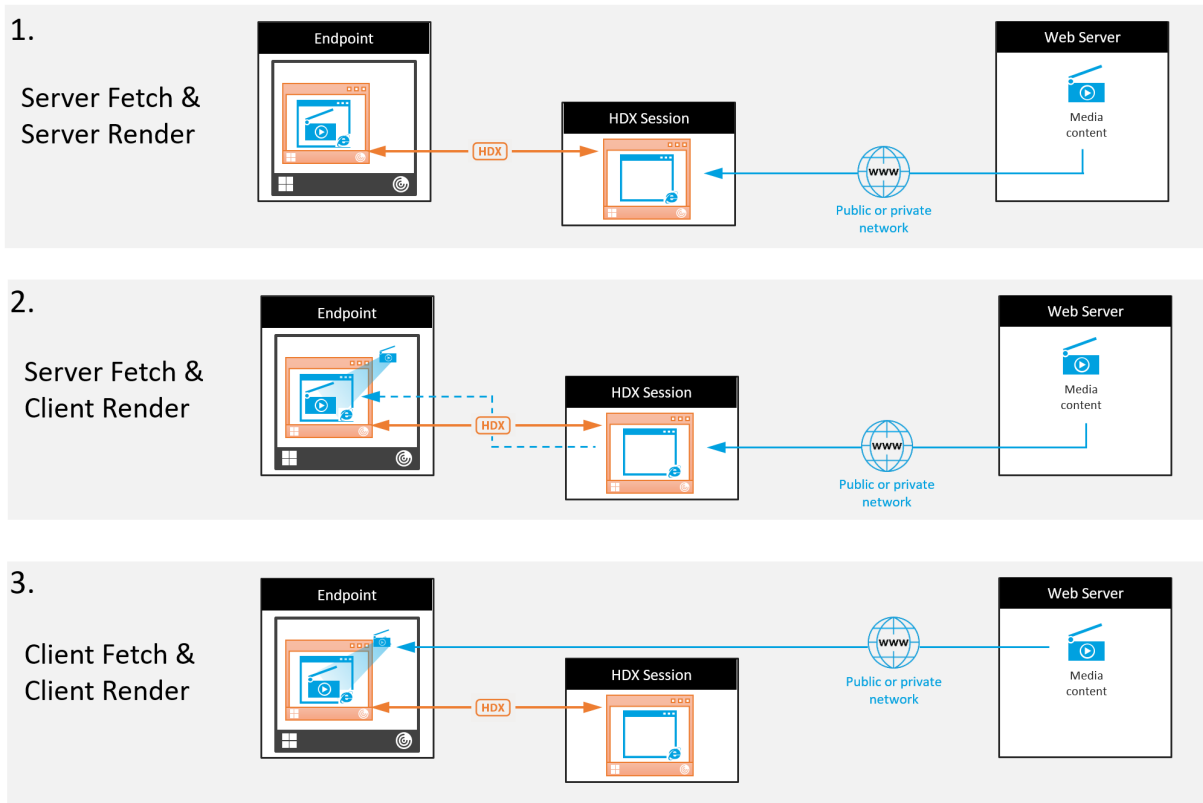 1.
Server Fetch &
Server Render
Endpoint
HDX
HDX Session
www
Public or private
network
Web Server
Media
content
2.
Server Fetch &
Client Render
Endpoint
HDX
HDX Session
www
Public or private
network
Web Server
Media
content
3.
Client Fetch &
Client Render
Endpoint
HDX
HDX Session
www
Public or private
network
Web Server
Media
content